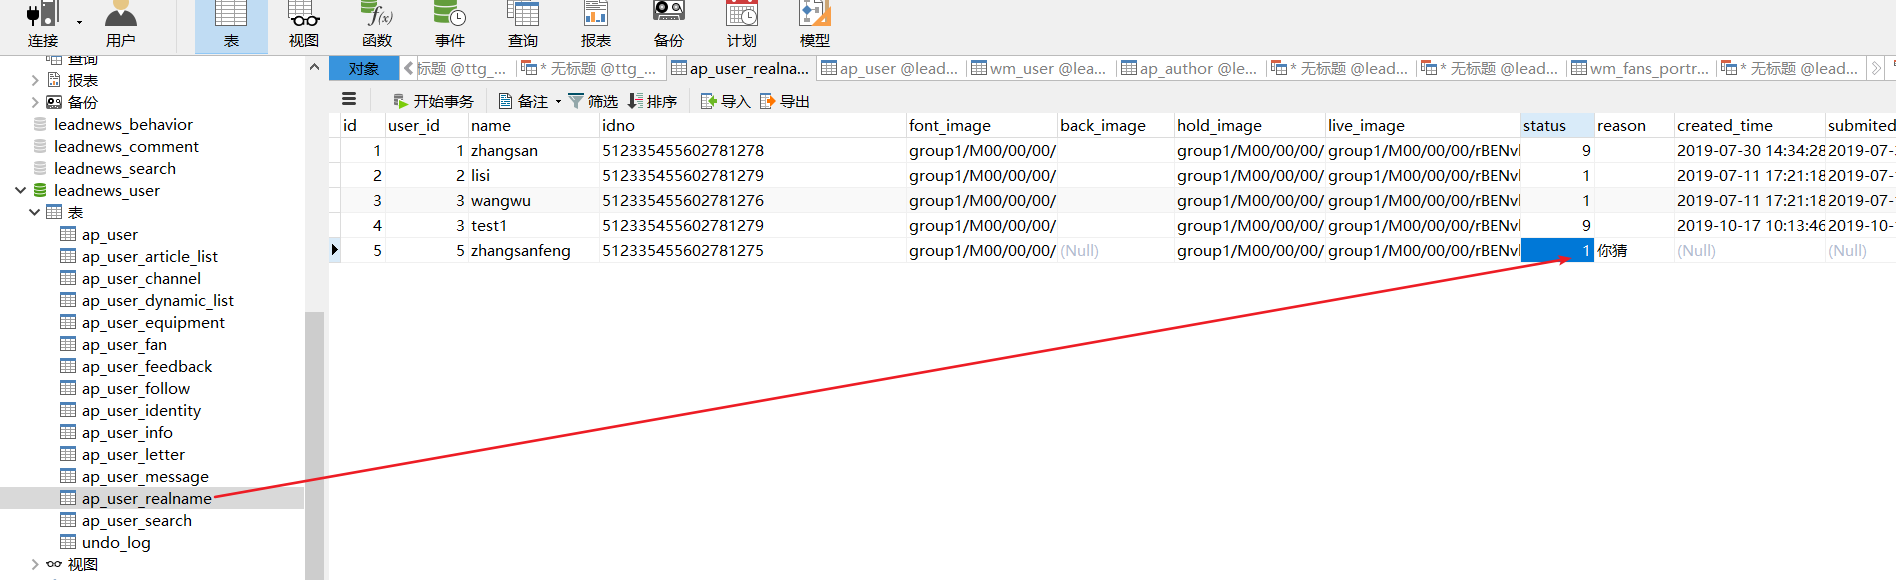 连接 用户 表 视图 函数 事件 查询 报表 备份 计划 模型
查询
报表
备份
leadnews_behavior
leadnews_comment
leadnews_search
leadnews_user
表
ap_user
ap_user_article_list
ap_user_channel
ap_user_dynamic_list
ap_user_equipment
ap_user_fan
ap_user_feedback
ap_user_follow
ap_user_identity
ap_user_info
ap_user_letter
ap_user_message
ap_user_realname
ap_user_search
undo_log
视图
对象 标题 @ttg_... * 无标题 @ttg_... ap_user_realna... ap_user @lead... wm_user @lea... ap_author @le... * 无标题 @lead... * 无标题 @lead... wm_fans_portr... * 无标题 @lead...
开始事务 备注 筛选 排序 导入 导出
id user_id name idno font_image back_image hold_image live_image status reason created_time submited
1 1 zhangsan 512335455602781278 group1/M00/00/00/ group1/M00/00/00/ group1/M00/00/00/rBENv 9 2019-07-30 14:34:28 2019-07-
2 2 lisi 512335455602781279 group1/M00/00/00/ group1/M00/00/00/ group1/M00/00/00/rBENv 1 2019-07-11 17:21:18 2019-07-
3 3 wangwu 512335455602781276 group1/M00/00/00/ group1/M00/00/00/ group1/M00/00/00/rBENv 1 2019-07-11 17:21:18 2019-07-
4 3 test1 512335455602781279 group1/M00/00/00/ group1/M00/00/00/ group1/M00/00/00/rBENv 9 2019-10-17 10:13:46 2019-10-
5 5 zhangsanfeng 512335455602781275 group1/M00/00/00/ (Null) group1/M00/00/00/ group1/M00/00/00/rBENv 1 你猜 (Null) (Null)